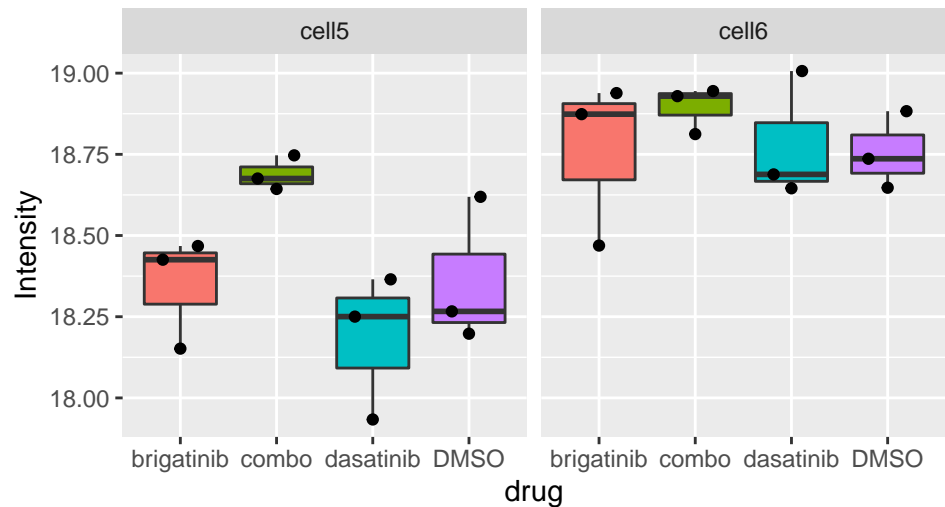 cell5 cell6
19.00
18.75
18.50
18.25
18.00
Intensity
brigatinib combo dasatinib DMSO brigatinib combo dasatinib DMSO
drug